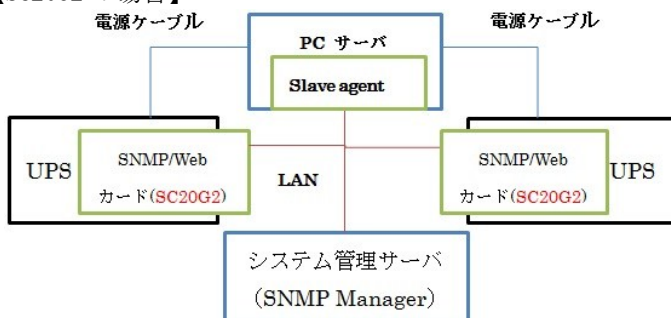 電源ケーブル
電源ケーブル
PC サーバ
Slave agent
UPS
SNMP/Web
カード(SC20G2)
LAN
SNMP/Web
カード(SC20G2)
UPS
システム管理サーバ
(SNMP Manager)